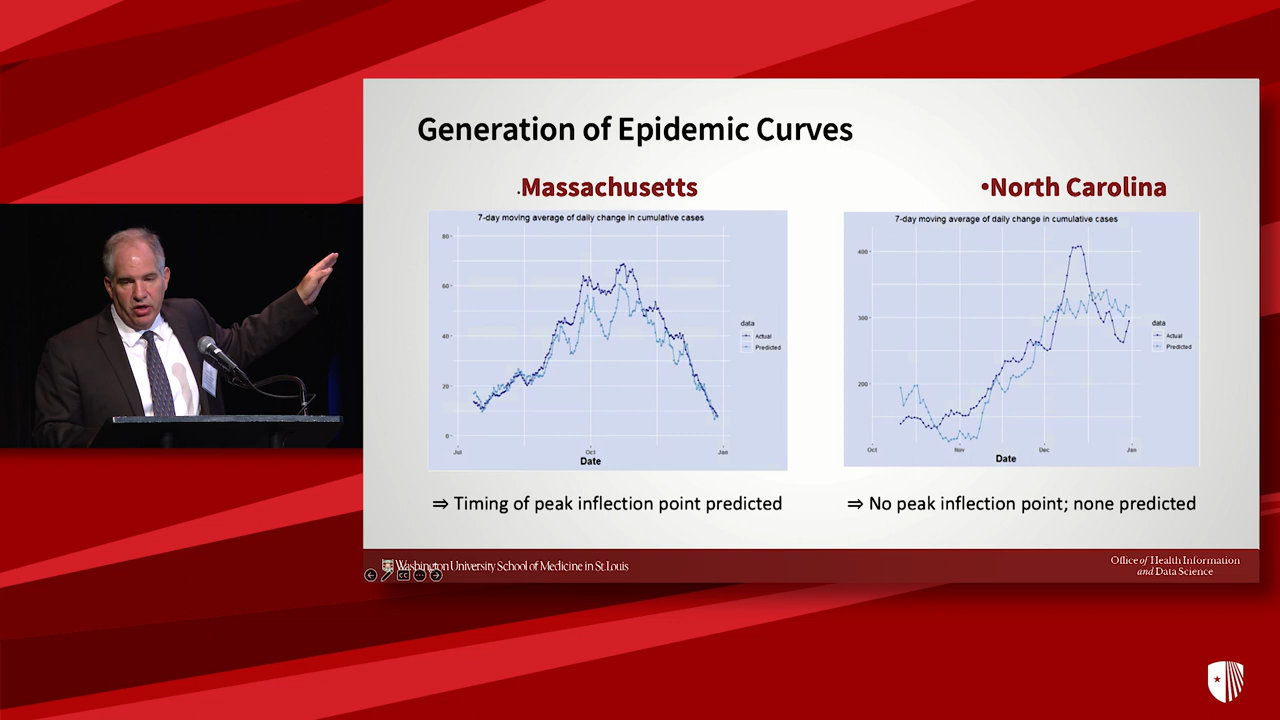 Generation of Epidemic Curves
.Massachusetts
•North Carolina
7-day moving average of daily change in cumulative cases
80
60
40
20
0
Jul
Oct
Jan
Date
data
Actual
Predicted
7-day moving average of daily change in cumulative cases
400
300
200
Oct
Nov
Dec
Jan
Date
data
Actual
Predicted
⇒ Timing of peak inflection point predicted
⇒ No peak inflection point; none predicted
Washington University School of Medicine in St. Louis
Office of Health Information
and Data Science
CC